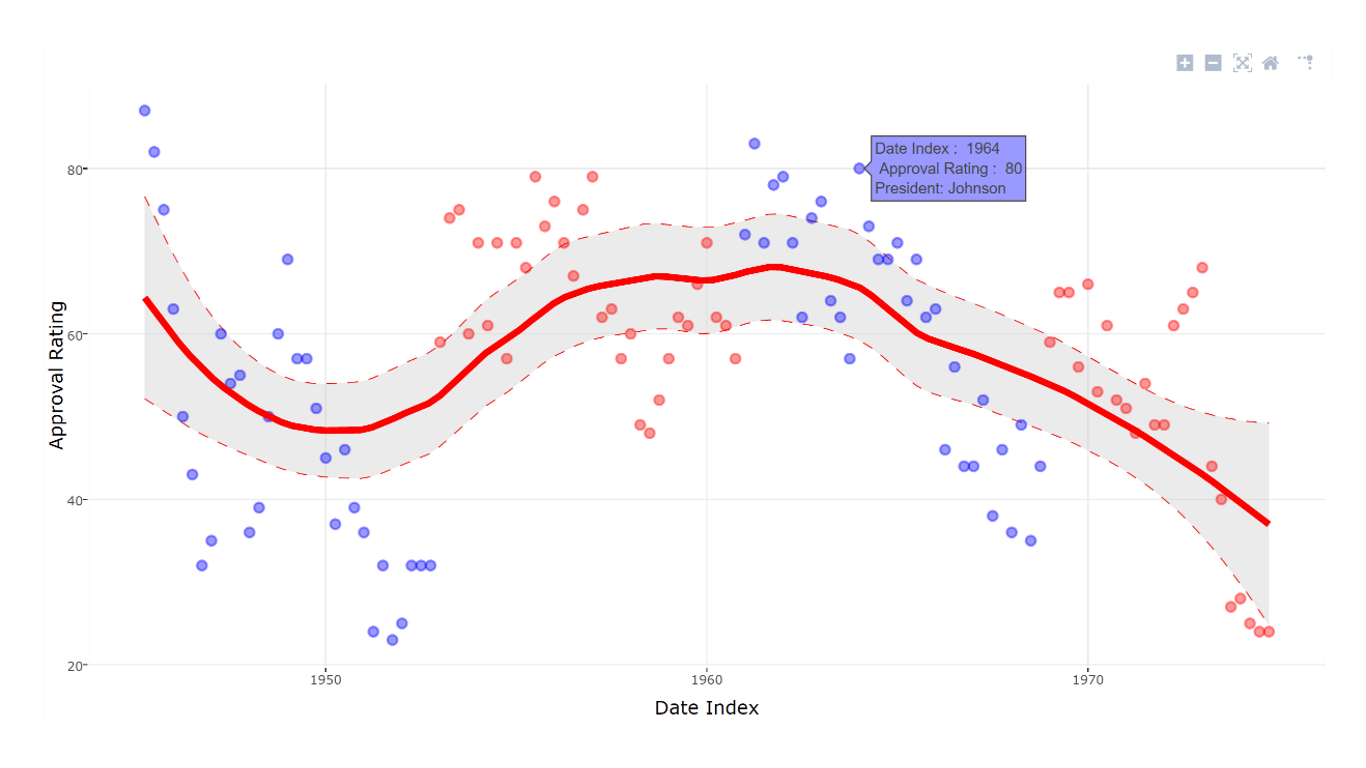 Date Index :  1964
Approval Rating :  80
President: Johnson
80
60
40
20
Approval Rating
1950
1960
1970
Date Index